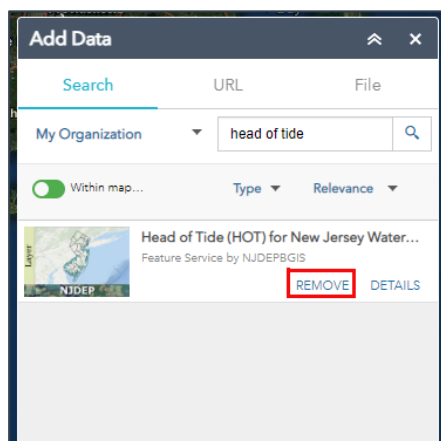 Add Data
Search URL File
My Organization head of tide
Within map... Type Relevance
Layer
NJDEP
Head of Tide (HOT) for New Jersey Water...
Feature Service by NJDEPBGIS
REMOVE DETAILS